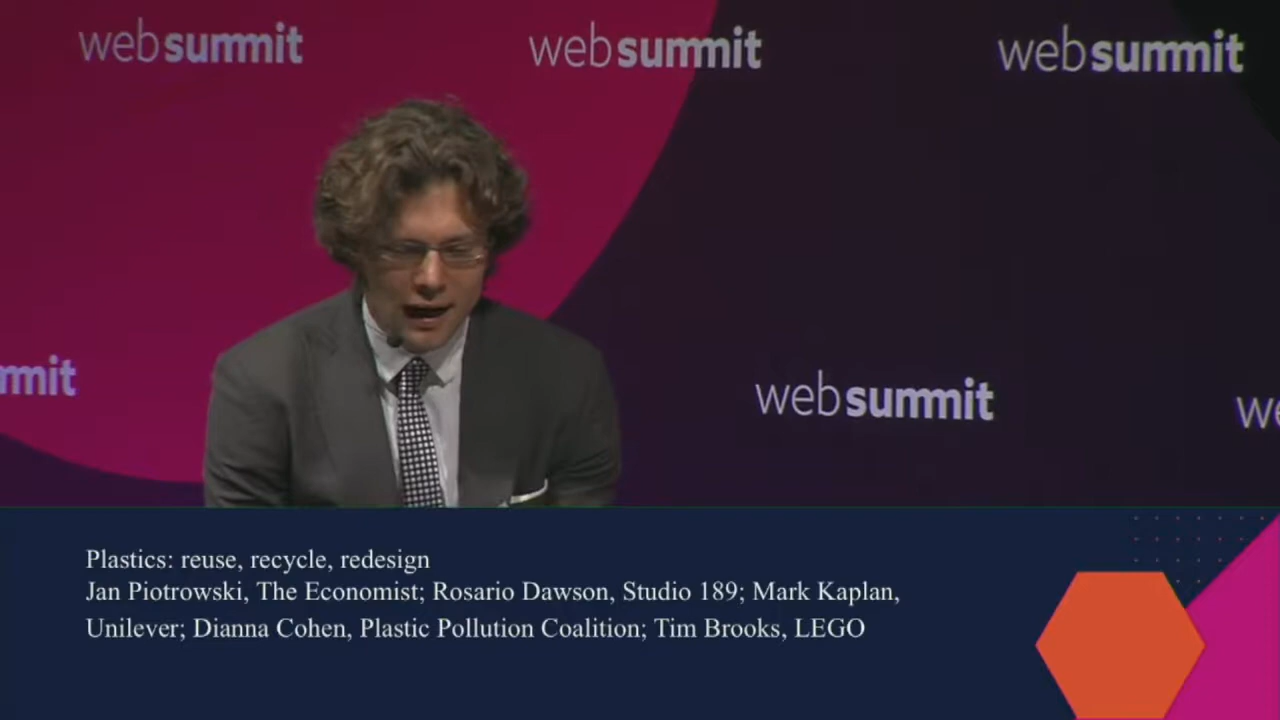 websummit
websummit
websummit
mmit
websummit
we
Plastics: reuse, recycle, redesign
Jan Piotrowski, The Economist; Rosario Dawson, Studio 189; Mark Kaplan,
Unilever; Dianna Cohen, Plastic Pollution Coalition; Tim Brooks, LEGO